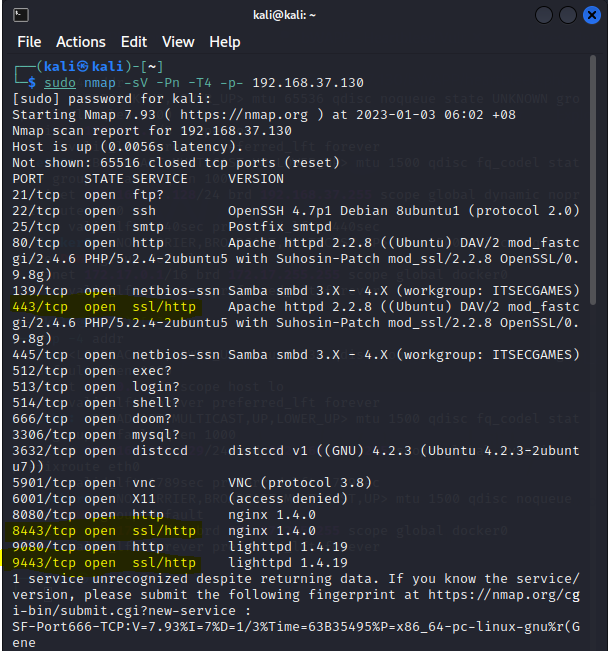 kali@kali: ~
File Actions Edit View Help
┌──(kali㉿kali)-[~]
└─$ sudo nmap -sV -Pn -T4 -p- 192.168.37.130
[sudo] password for kali:
Starting Nmap 7.93 ( https://nmap.org ) at 2023-01-03 06:02 +08
Nmap scan report for 192.168.37.130
Host is up (0.0056s latency).
Not shown: 65516 closed tcp ports (reset)
PORT     STATE SERVICE     VERSION
21/tcp   open  ftp?
22/tcp   open  ssh         OpenSSH 4.7p1 Debian 8ubuntu1 (protocol 2.0)
25/tcp   open  smtp        Postfix smtpd
80/tcp   open  http        Apache httpd 2.2.8 ((Ubuntu) DAV/2 mod_fastc
gi/2.4.6 PHP/5.2.4-2ubuntu5 with Suhosin-Patch mod_ssl/2.2.8 OpenSSL/0.
9.8g)
139/tcp  open  netbios-ssn Samba smbd 3.X - 4.X (workgroup: ITSECGAMES)
443/tcp  open  ssl/http    Apache httpd 2.2.8 ((Ubuntu) DAV/2 mod_fastc
gi/2.4.6 PHP/5.2.4-2ubuntu5 with Suhosin-Patch mod_ssl/2.2.8 OpenSSL/0.
9.8g)
445/tcp  open  netbios-ssn Samba smbd 3.X - 4.X (workgroup: ITSECGAMES)
512/tcp  open  exec?
513/tcp  open  login?
514/tcp  open  shell?
666/tcp  open  doom?
3306/tcp open  mysql?
3632/tcp open  distccd     distccd v1 ((GNU) 4.2.3 (Ubuntu 4.2.3-2ubunt
u7))
5901/tcp open  vnc         VNC (protocol 3.8)
6001/tcp open  X11         (access denied)
8080/tcp open  http        nginx 1.4.0
8443/tcp open  ssl/http    nginx 1.4.0
9080/tcp open  http        lighttpd 1.4.19
9443/tcp open  ssl/http    lighttpd 1.4.19
1 service unrecognized despite returning data. If you know the service/
version, please submit the following fingerprint at https://nmap.org/cg
i-bin/submit.cgi?new-service :
SF-Port666-TCP:V=7.93%I=7%D=1/3%Time=63B35495%P=x86_64-pc-linux-gnu%r(G
ene